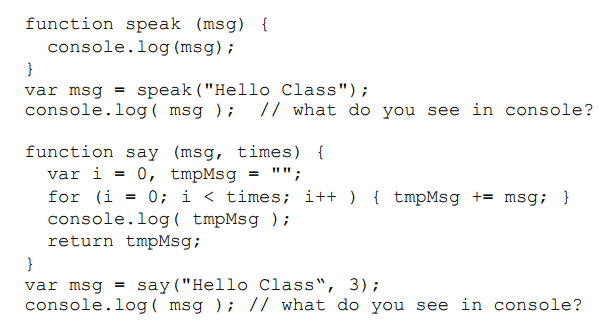 function speak (msg) {
  console.log(msg);
}
var msg = speak("Hello Class");
console.log( msg );  // what do you see in console?

function say (msg, times) {
  var i = 0, tmpMsg = "";
  for (i = 0; i < times; i++ ) { tmpMsg += msg; }
  console.log( tmpMsg );
  return tmpMsg;
}
var msg = say("Hello Class‟, 3);
console.log( msg ); // what do you see in console?